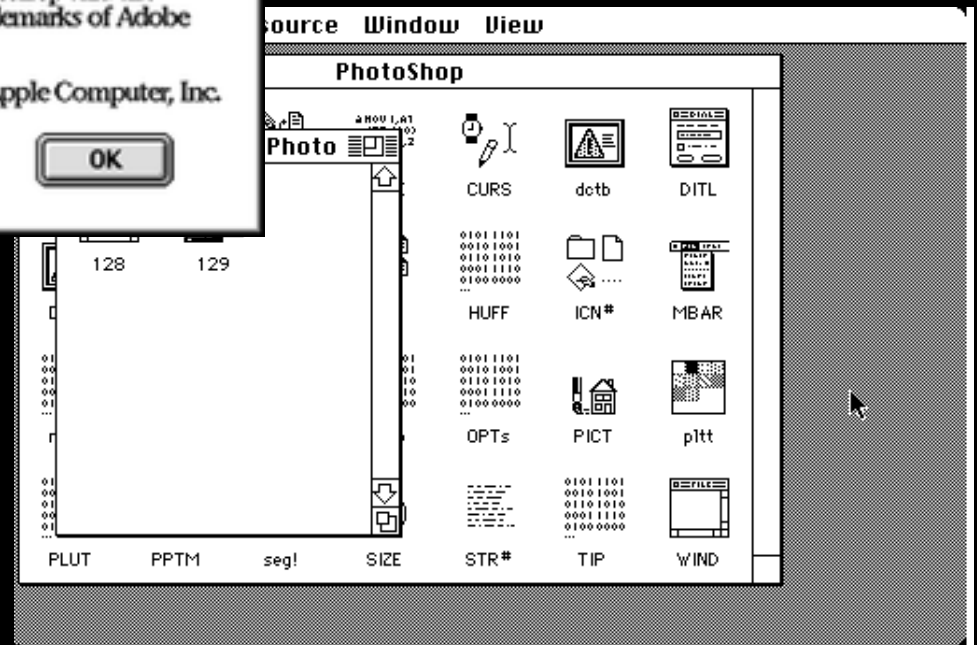 demarks of Adobe
pple Computer, Inc.
OK
ource Window View
PhotoShop
Photo
CURS dctb DITL
128 129
HUFF ICN# MBAR
OPTs PICT pltt
PLUT PPTM seg! SIZE STR# TIP WIND